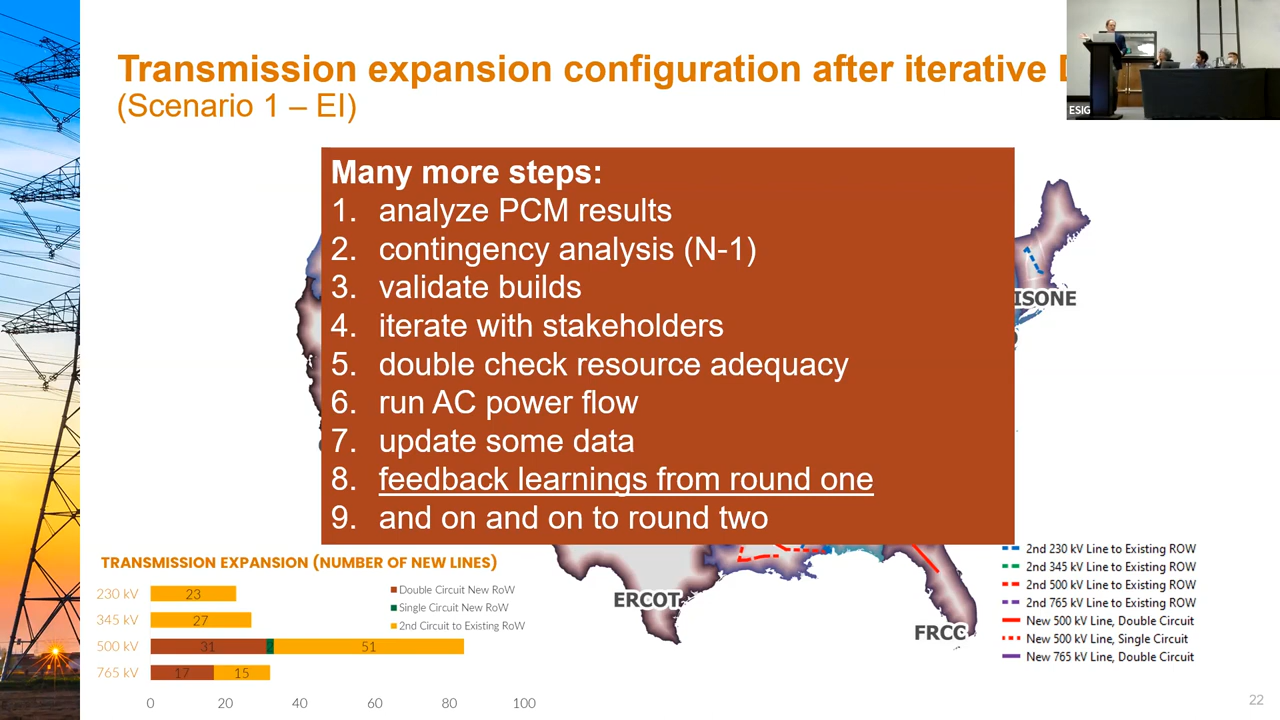 Transmission expansion configuration after iterative
(Scenario 1 – EI)
ESIG
Many more steps:
1. analyze PCM results
2. contingency analysis (N-1)
3. validate builds
4. iterate with stakeholders
5. double check resource adequacy
6. run AC power flow
7. update some data
8. feedback learnings from round one
9. and on and on to round two
ISONE
ERCOT
FRCC
TRANSMISSION EXPANSION (NUMBER OF NEW LINES)
Double Circuit New RoW
Single Circuit New RoW
2nd Circuit to Existing RoW
230 kV 23
345 kV 27
500 kV 31 51
765 kV 17 15
0 20 40 60 80 100
2nd 230 kV Line to Existing ROW
2nd 345 kV Line to Existing ROW
2nd 500 kV Line to Existing ROW
2nd 765 kV Line to Existing ROW
New 500 kV Line, Double Circuit
New 500 kV Line, Single Circuit
New 765 kV Line, Double Circuit
22